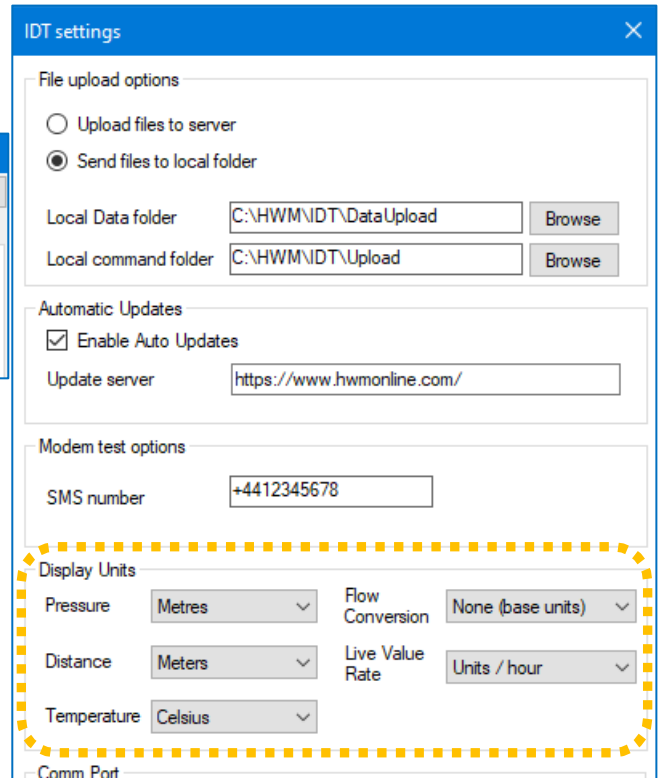 IDT settings
File upload options
Upload files to server
Send files to local folder
Local Data folder C:\HWM\IDT\DataUpload Browse
Local command folder C:\HWM\IDT\Upload Browse
Automatic Updates
Enable Auto Updates
Update server https://www.hwmonline.com/
Modem test options
SMS number +4412345678
Display Units
Pressure Metres Flow Conversion None (base units)
Distance Meters Live Value Rate Units / hour
Temperature Celsius
Comm Port